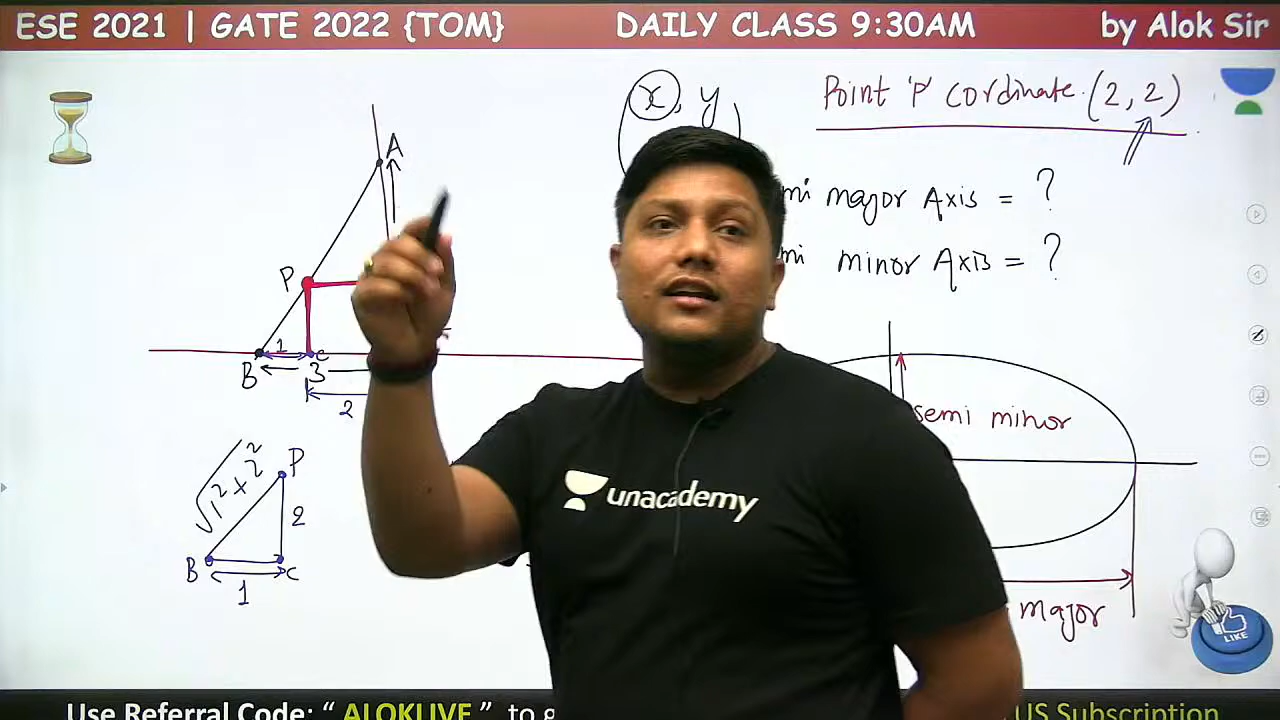 ESE 2021 | GATE 2022 {TOM} DAILY CLASS 9:30AM by Alok Sir
Point 'P' Cordinate (2, 2)
x, y
A
mi major Axis = ?
mi minor Axis = ?
P
1 C
B 3
2
semi minor
√1²+2² P
2
B C
1
unacademy
major
LIKE
Use Referral Code: " ALOKLIVE " to g
US Subscription